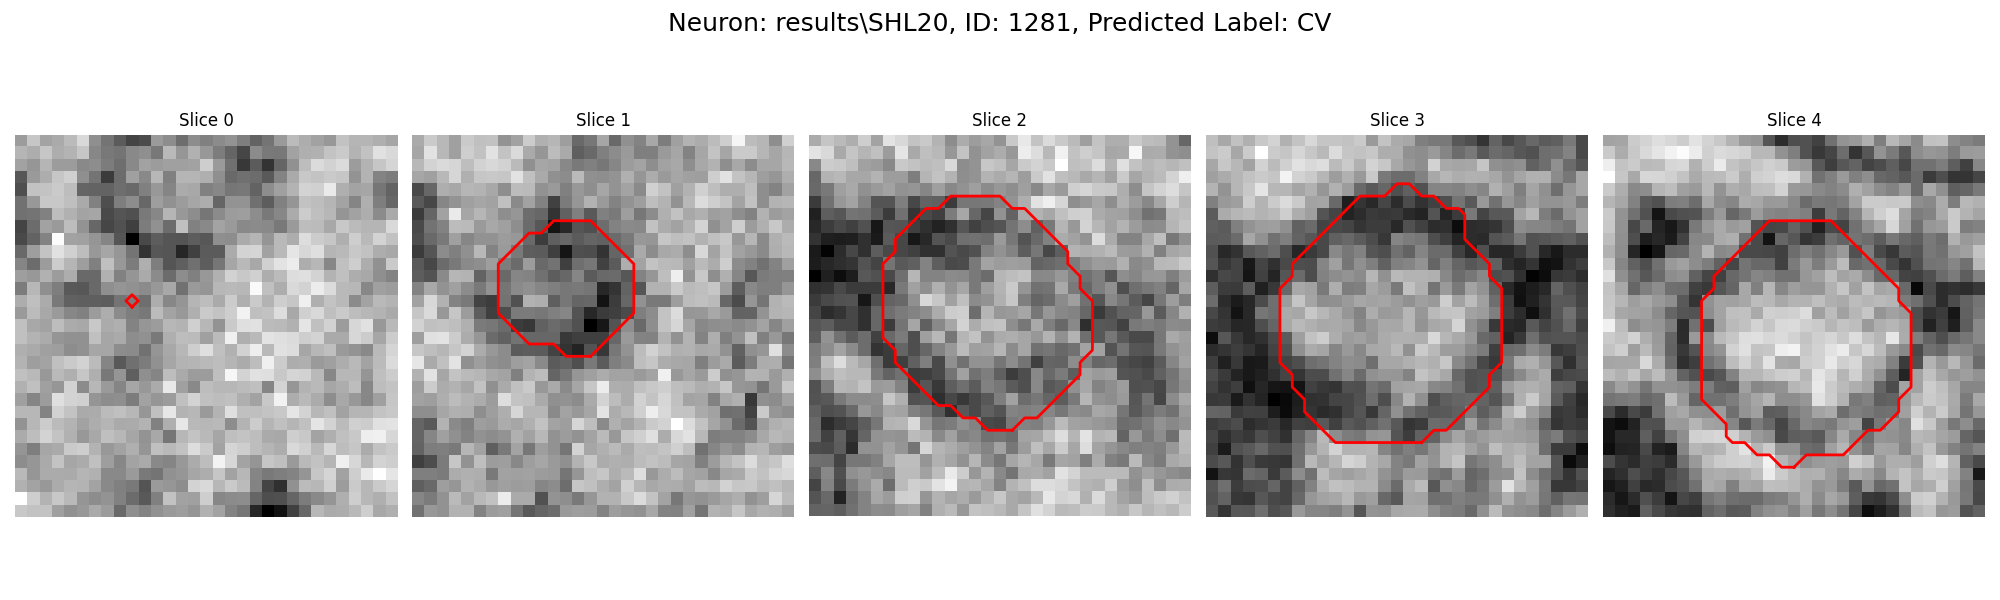 Neuron: results\SHL20, ID: 1281, Predicted Label: CV
Slice 0
Slice 1
Slice 2
Slice 3
Slice 4